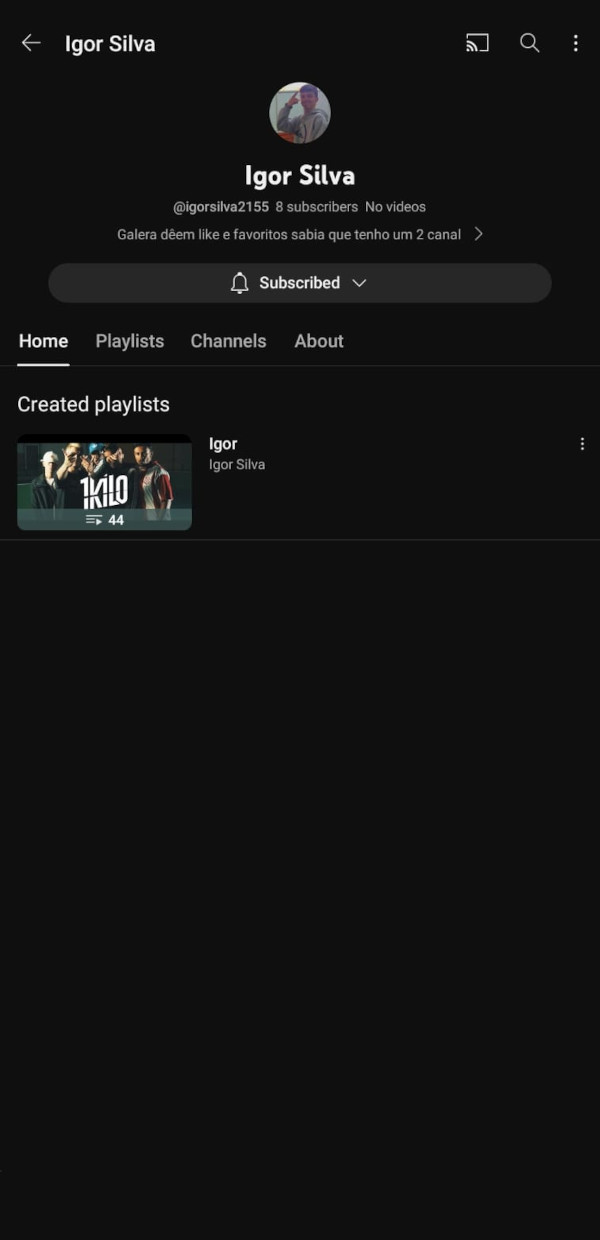 Igor Silva
Igor Silva
@igorsilva2155 8 subscribers No videos
Galera dêem like e favoritos sabia que tenho um 2 canal
Subscribed
Home Playlists Channels About
Created playlists
1KILO
44
Igor
Igor Silva